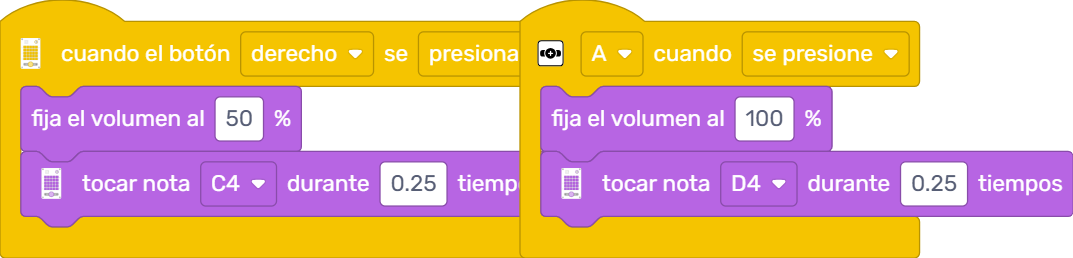 cuando el botón derecho se presiona
fija el volumen al 50 %
tocar nota C4 durante 0.25
A cuando se presione
fija el volumen al 100 %
tocar nota D4 durante 0.25 tiempos